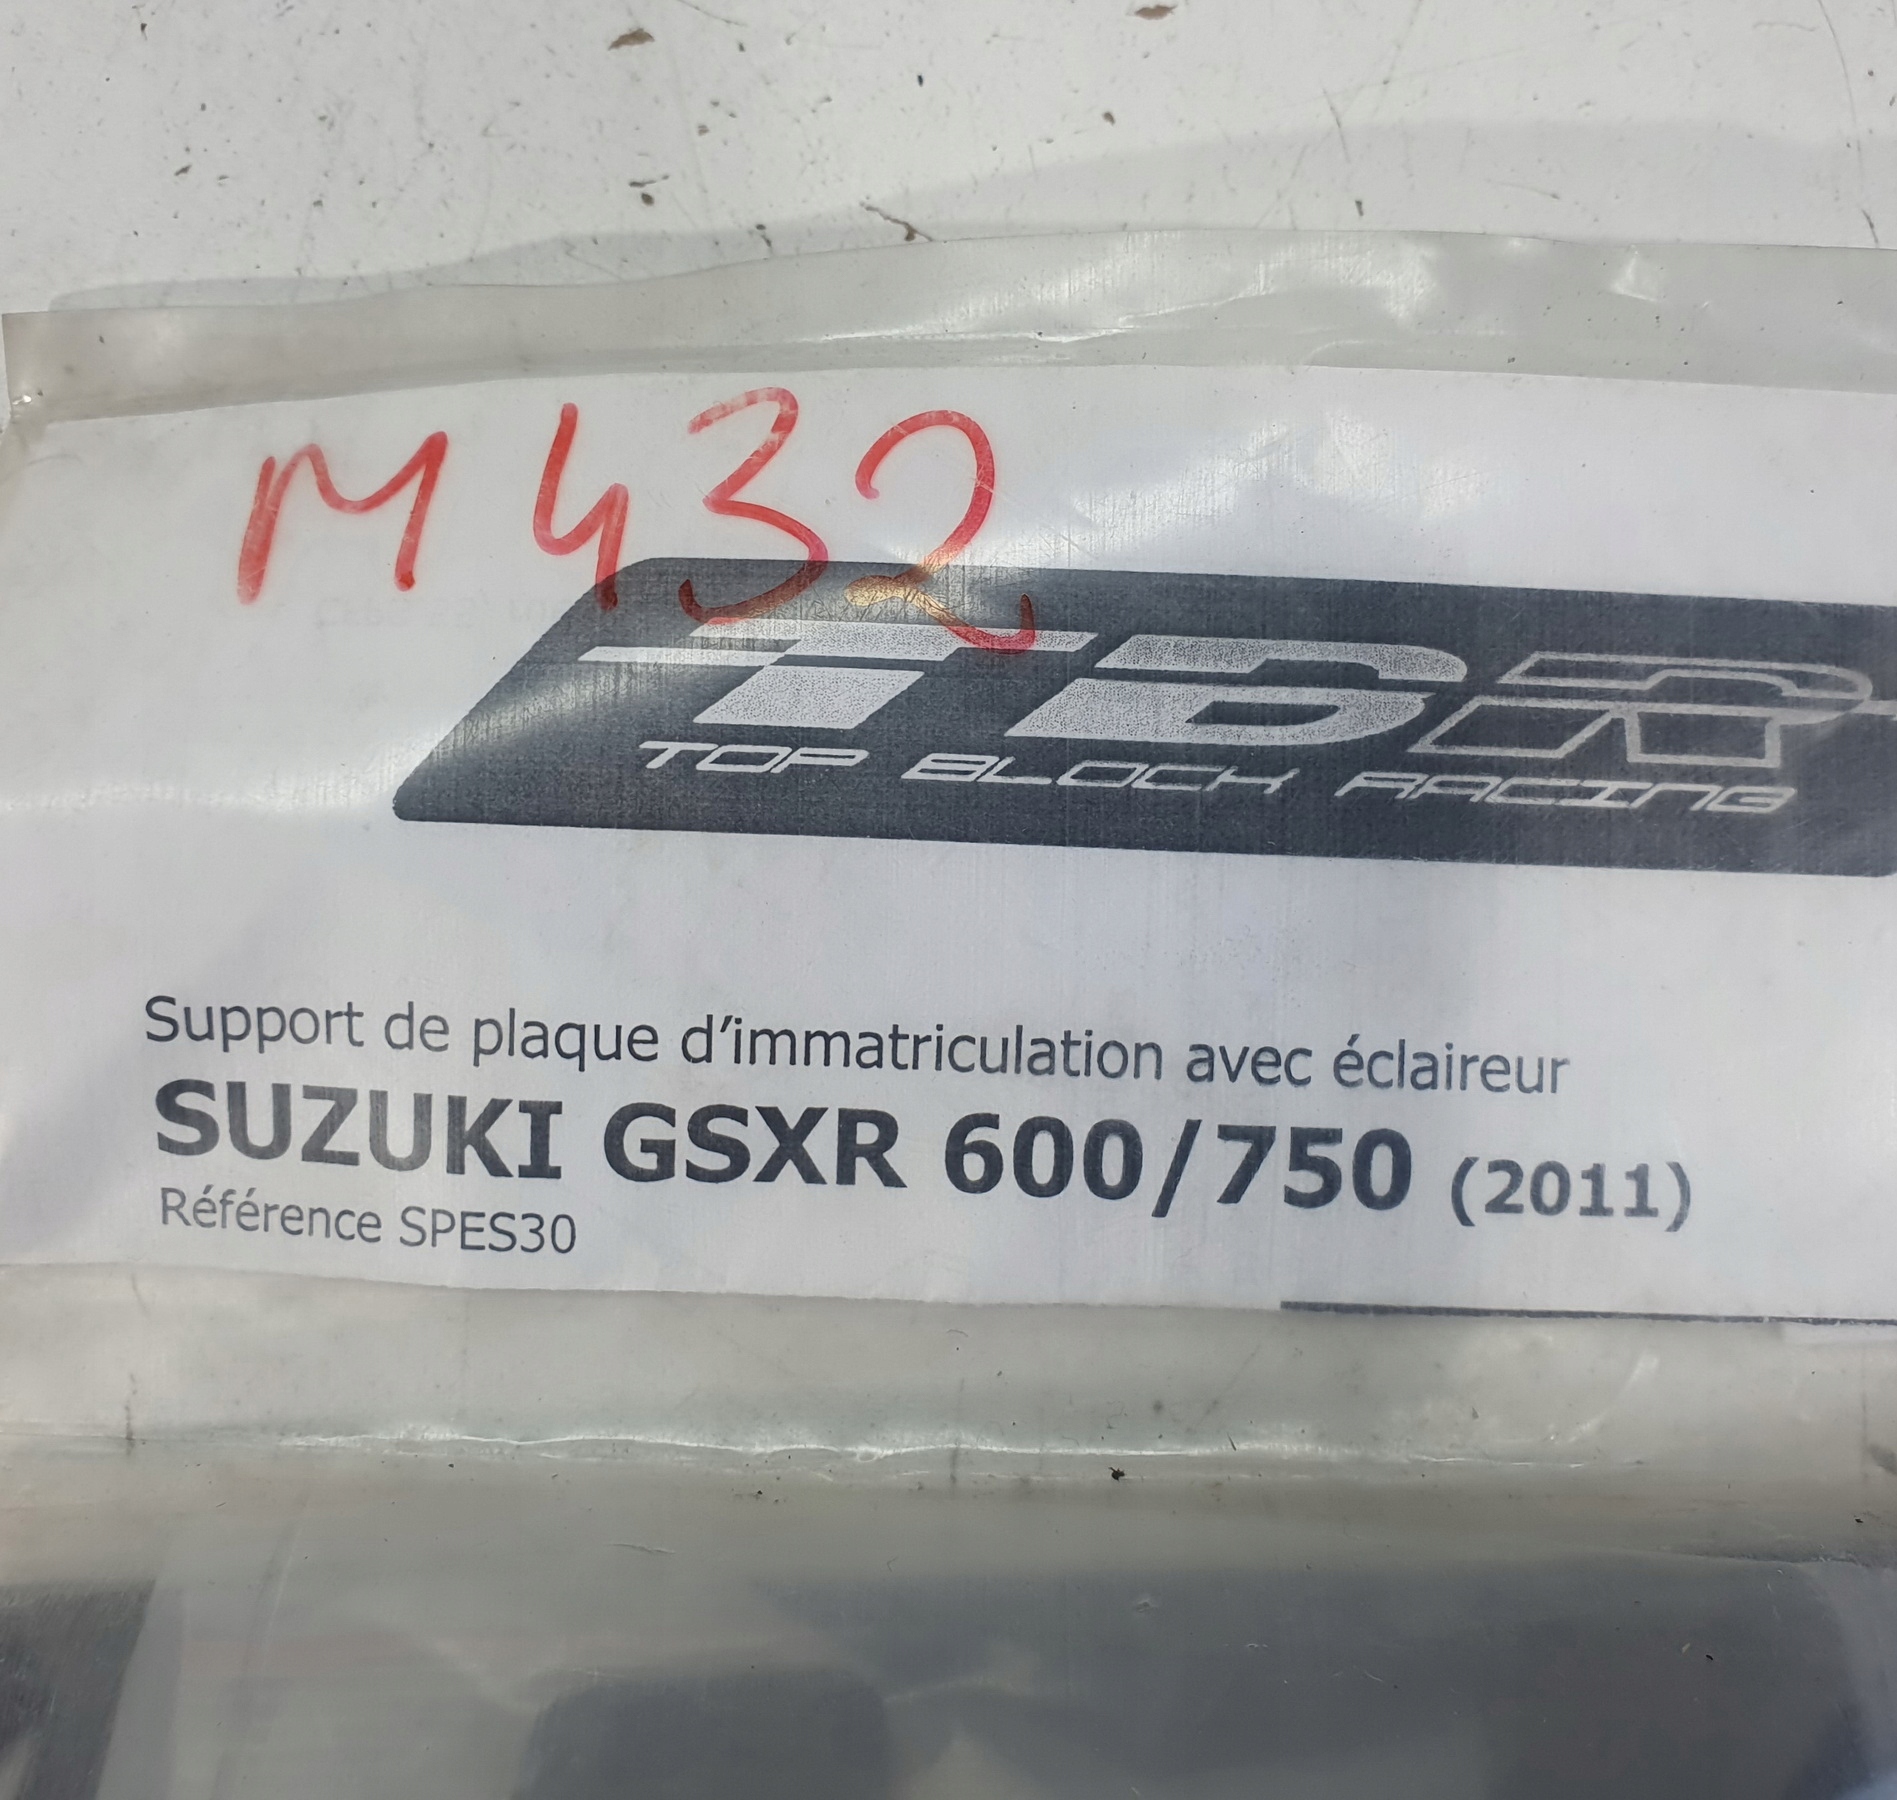 M432
TBR
TOP BLOCK RACING
Support de plaque d'immatriculation avec éclaireur
SUZUKI GSXR 600/750 (2011)
Référence SPES30